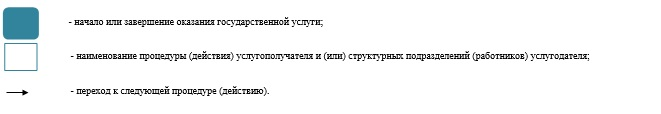 - начало или завершение оказания государственной услуги;
- наименование процедуры (действия) услугополучателя и (или) структурных подразделений (работников) услугодателя;
- переход к следующей процедуре (действию).